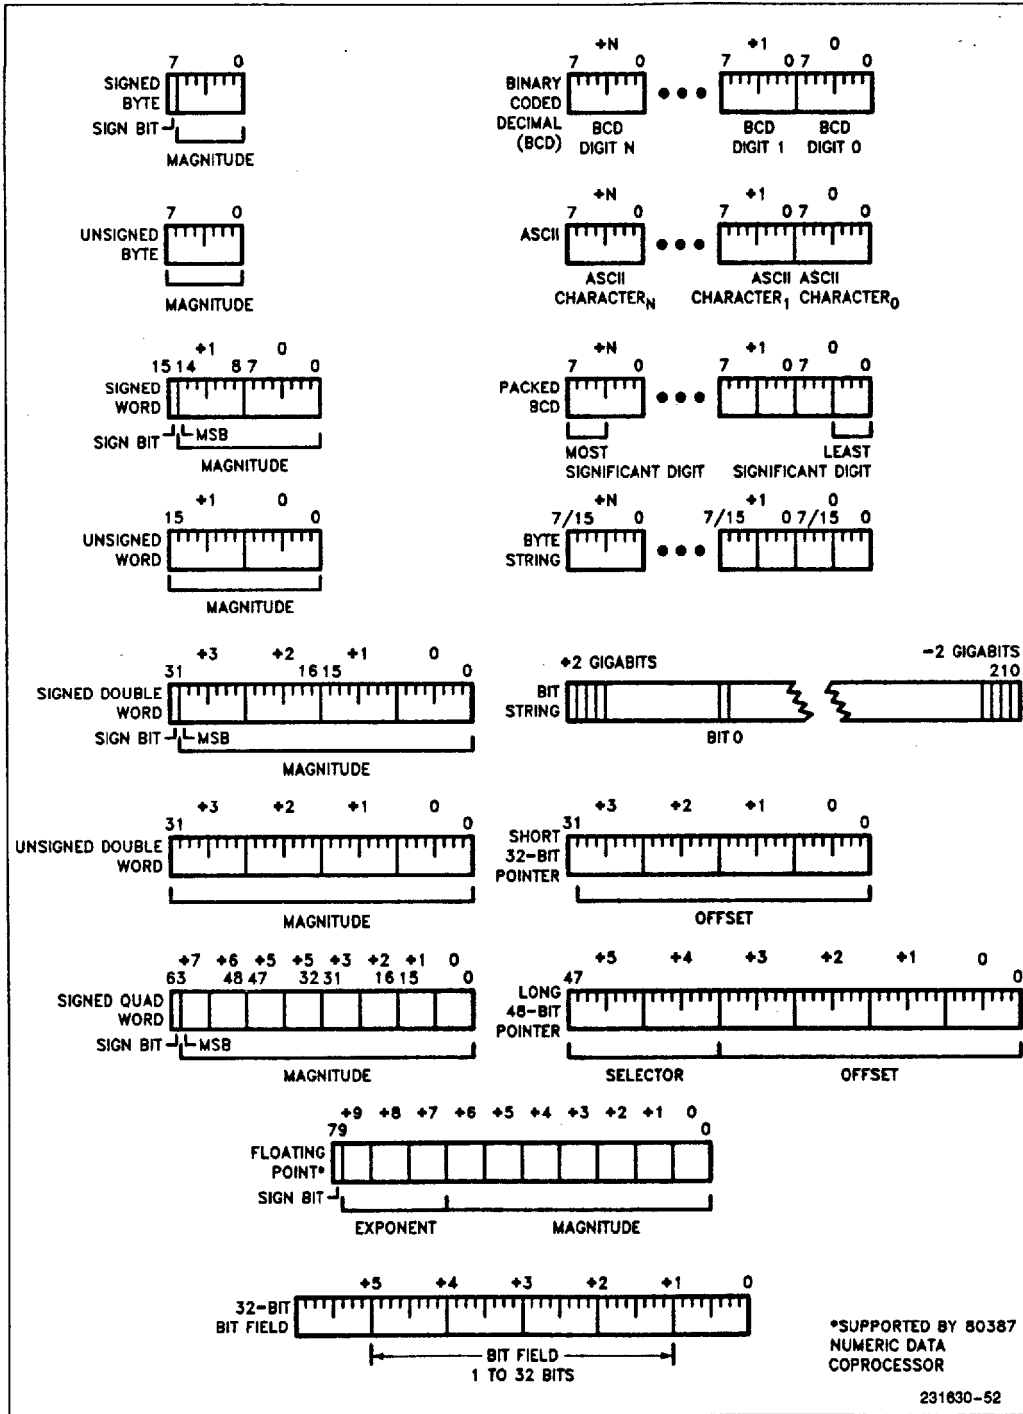 7 0
SIGNED
BYTE
SIGN BIT
MAGNITUDE
7 0
UNSIGNED
BYTE
MAGNITUDE
+1 0
15 14 8 7 0
SIGNED
WORD
SIGN BIT MSB
MAGNITUDE
+1 0
15 0
UNSIGNED
WORD
MAGNITUDE
+3 +2 +1 0
31 16 15 0
SIGNED DOUBLE
WORD
SIGN BIT MSB
MAGNITUDE
+3 +2 +1 0
31 0
UNSIGNED DOUBLE
WORD
MAGNITUDE
+7 +6 +5 +5 +3 +2 +1 0
63 48 47 32 31 16 15 0
SIGNED QUAD
WORD
SIGN BIT MSB
MAGNITUDE
+N +1 0
7 0 7 0 7 0
BINARY
CODED
DECIMAL
(BCD)
BCD
DIGIT N
BCD
DIGIT 1
BCD
DIGIT 0
+N +1 0
7 0 7 0 7 0
ASCII
ASCII
CHARACTER_N
ASCII
CHARACTER_1
ASCII
CHARACTER_0
+N +1 0
7 0 7 0 7 0
PACKED
BCD
MOST
SIGNIFICANT DIGIT
LEAST
SIGNIFICANT DIGIT
+N +1 0
7/15 0 7/15 0 7/15 0
BYTE
STRING
+2 GIGABITS -2 GIGABITS
210
BIT
STRING
BIT 0
+3 +2 +1 0
31 0
SHORT
32-BIT
POINTER
OFFSET
+5 +4 +3 +2 +1 0 0
47 0
LONG
48-BIT
POINTER
SELECTOR OFFSET
+9 +8 +7 +6 +5 +4 +3 +2 +1 0
79 0
FLOATING
POINT*
SIGN BIT
EXPONENT MAGNITUDE
+5 +4 +3 +2 +1 0
32-BIT
BIT FIELD
BIT FIELD
1 TO 32 BITS
*SUPPORTED BY 80387
NUMERIC DATA
COPROCESSOR
231630-52